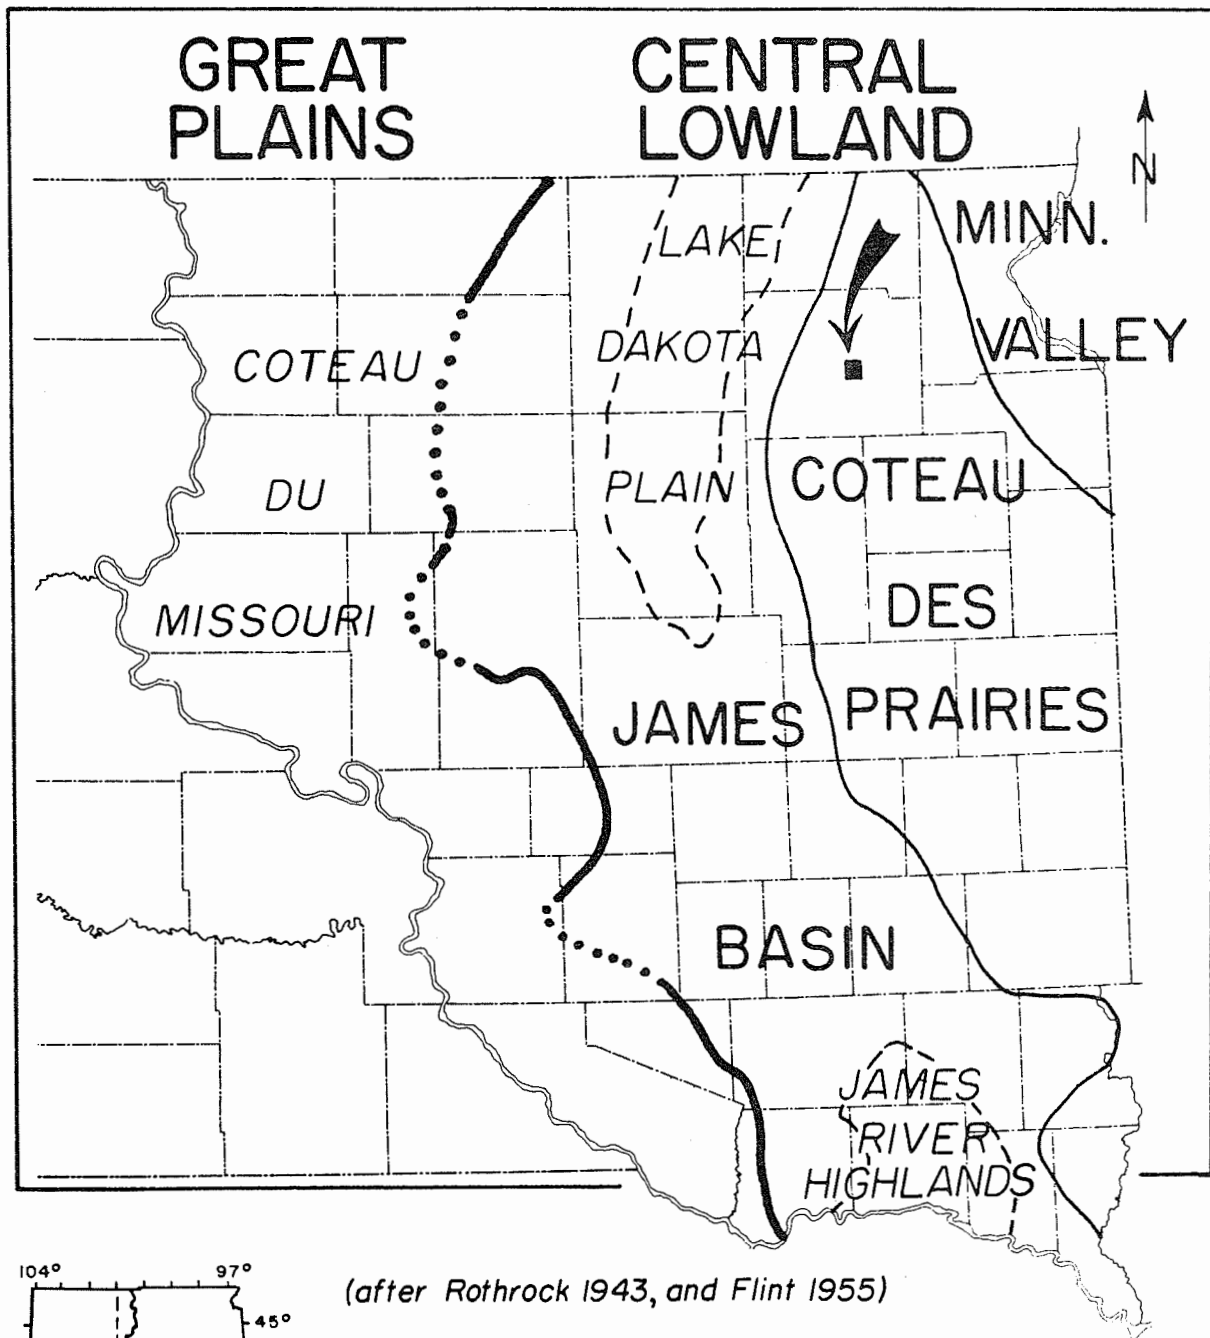 GREAT
PLAINS
CENTRAL
LOWLAND
N
MINN.
VALLEY
LAKE
DAKOTA
PLAIN
COTEAU
DU
MISSOURI
COTEAU
DES
PRAIRIES
JAMES
BASIN
JAMES
RIVER
HIGHLANDS
104° 97°
45°
(after Rothrock 1943, and Flint 1955)